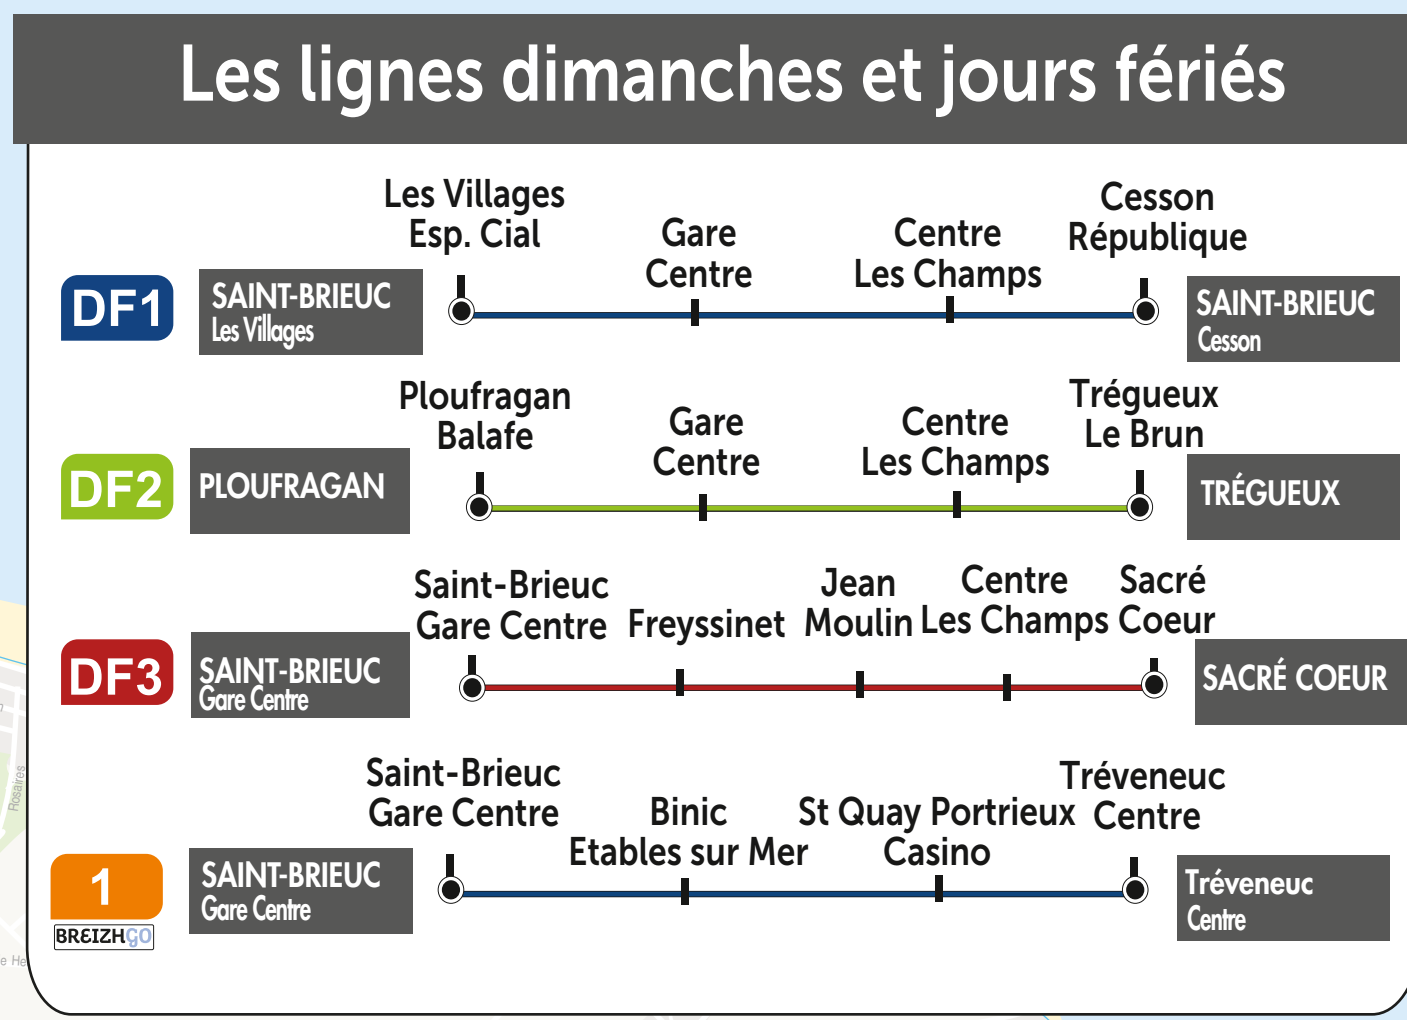 Les lignes dimanches et jours fériés
Les Villages
Esp. Cial
Gare
Centre
Centre
Les Champs
Cesson
République
DF1
SAINT-BRIEUC
Les Villages
SAINT-BRIEUC
Cesson
Ploufragan
Balafe
Gare
Centre
Centre
Les Champs
Trégueux
Le Brun
DF2
PLOUFRAGAN
TRÉGUEUX
Saint-Brieuc
Gare Centre
Freyssinet
Jean
Moulin
Centre
Les Champs
Sacré
Coeur
DF3
SAINT-BRIEUC
Gare Centre
SACRÉ COEUR
Saint-Brieuc
Gare Centre
Binic
Etables sur Mer
St Quay Portrieux
Casino
Tréveneuc
Centre
1
BREIZHGO
SAINT-BRIEUC
Gare Centre
Tréveneuc
Centre
Rosaires